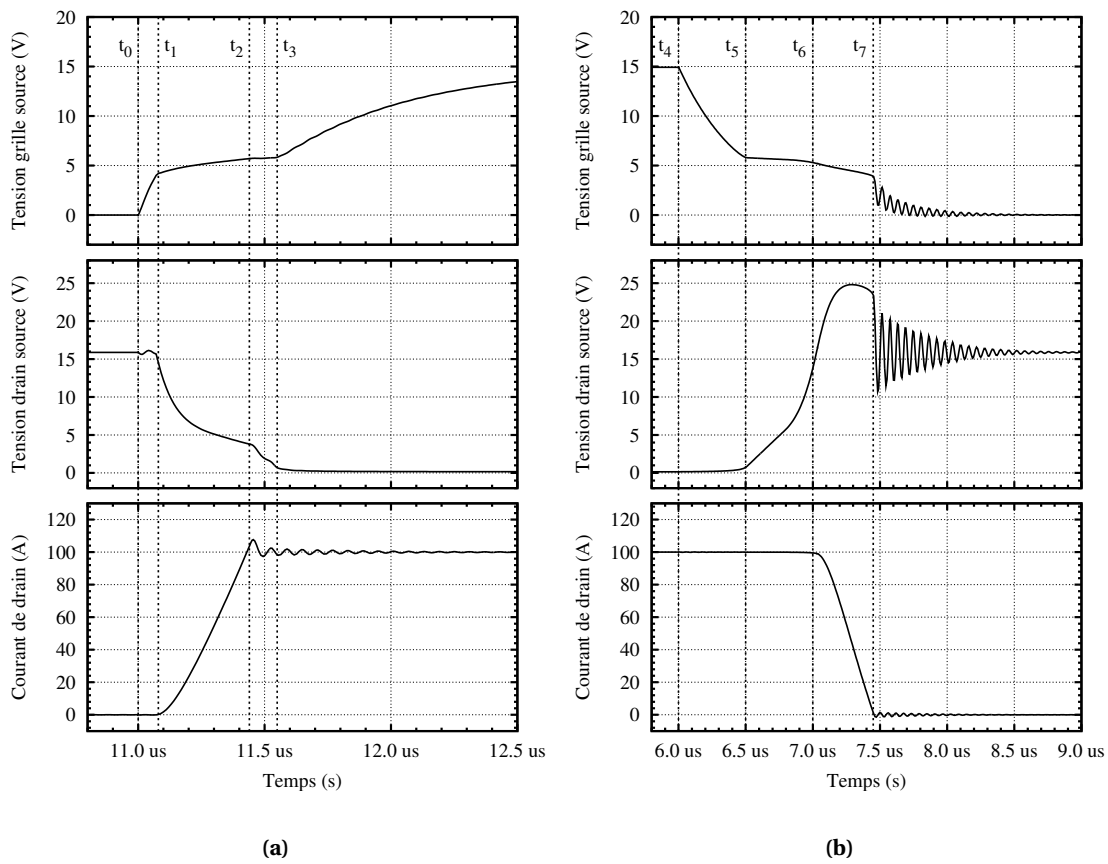 Tension grille source (V)
20
15
10
5
0
t0 t1 t2 t3
Tension drain source (V)
25
20
15
10
5
0
Courant de drain (A)
120
100
80
60
40
20
0
11.0 us 11.5 us 12.0 us 12.5 us
Temps (s)
(a)
Tension grille source (V)
20
15
10
5
0
t4 t5 t6 t7
Tension drain source (V)
25
20
15
10
5
0
Courant de drain (A)
120
100
80
60
40
20
0
6.0 us 6.5 us 7.0 us 7.5 us 8.0 us 8.5 us 9.0 us
Temps (s)
(b)